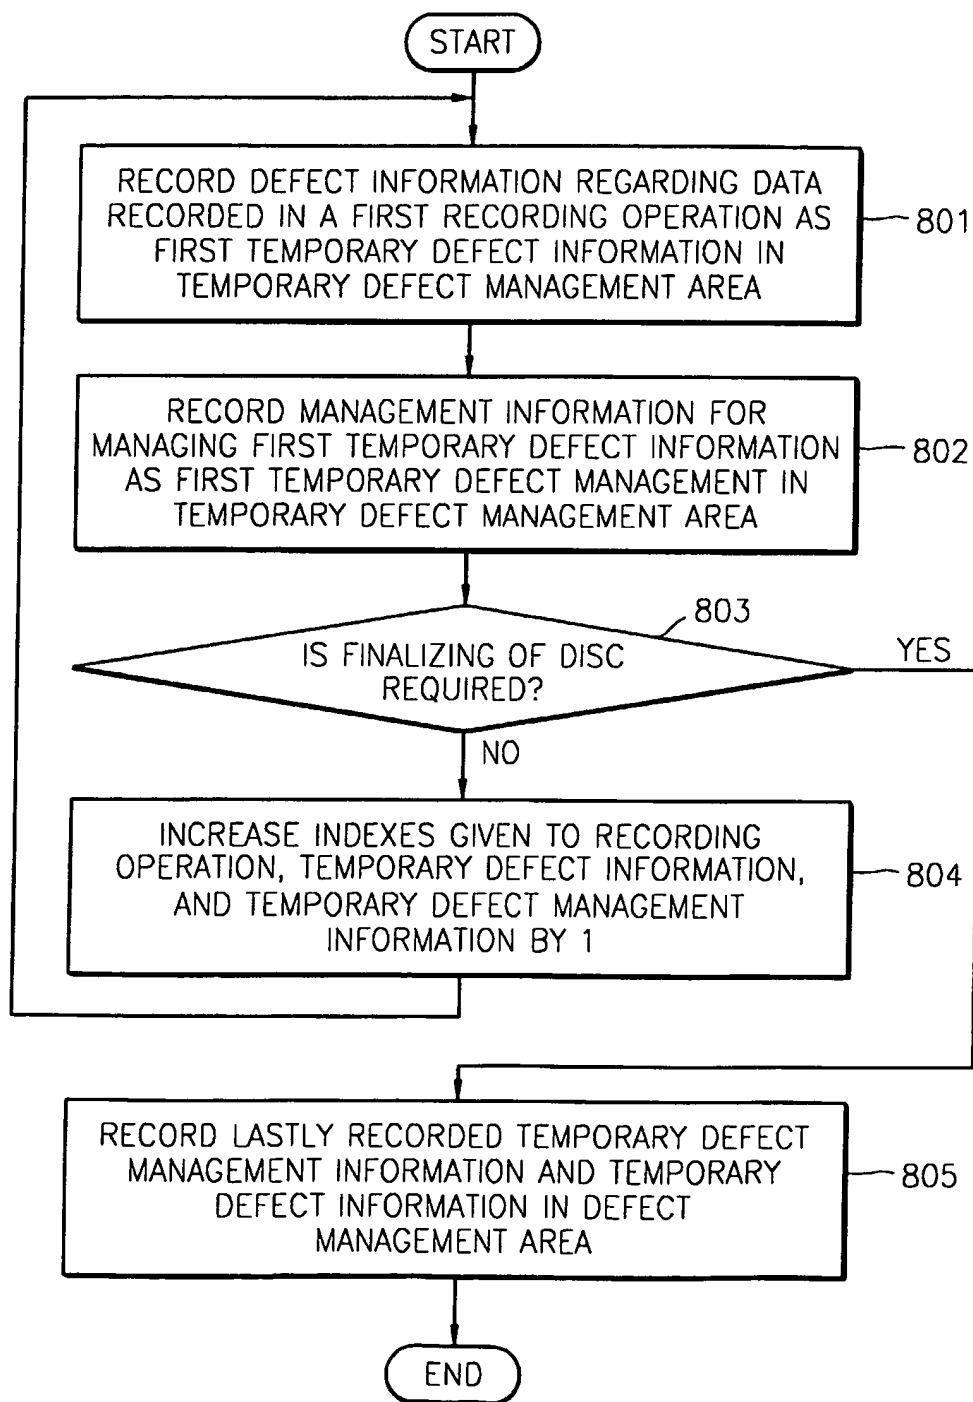 START
RECORD DEFECT INFORMATION REGARDING DATA
RECORDED IN A FIRST RECORDING OPERATION AS
FIRST TEMPORARY DEFECT INFORMATION IN
TEMPORARY DEFECT MANAGEMENT AREA
801
RECORD MANAGEMENT INFORMATION FOR
MANAGING FIRST TEMPORARY DEFECT INFORMATION
AS FIRST TEMPORARY DEFECT MANAGEMENT IN
TEMPORARY DEFECT MANAGEMENT AREA
802
803
IS FINALIZING OF DISC
REQUIRED?
YES
NO
INCREASE INDEXES GIVEN TO RECORDING
OPERATION, TEMPORARY DEFECT INFORMATION,
AND TEMPORARY DEFECT MANAGEMENT
INFORMATION BY 1
804
RECORD LASTLY RECORDED TEMPORARY DEFECT
MANAGEMENT INFORMATION AND TEMPORARY
DEFECT INFORMATION IN DEFECT
MANAGEMENT AREA
805
END